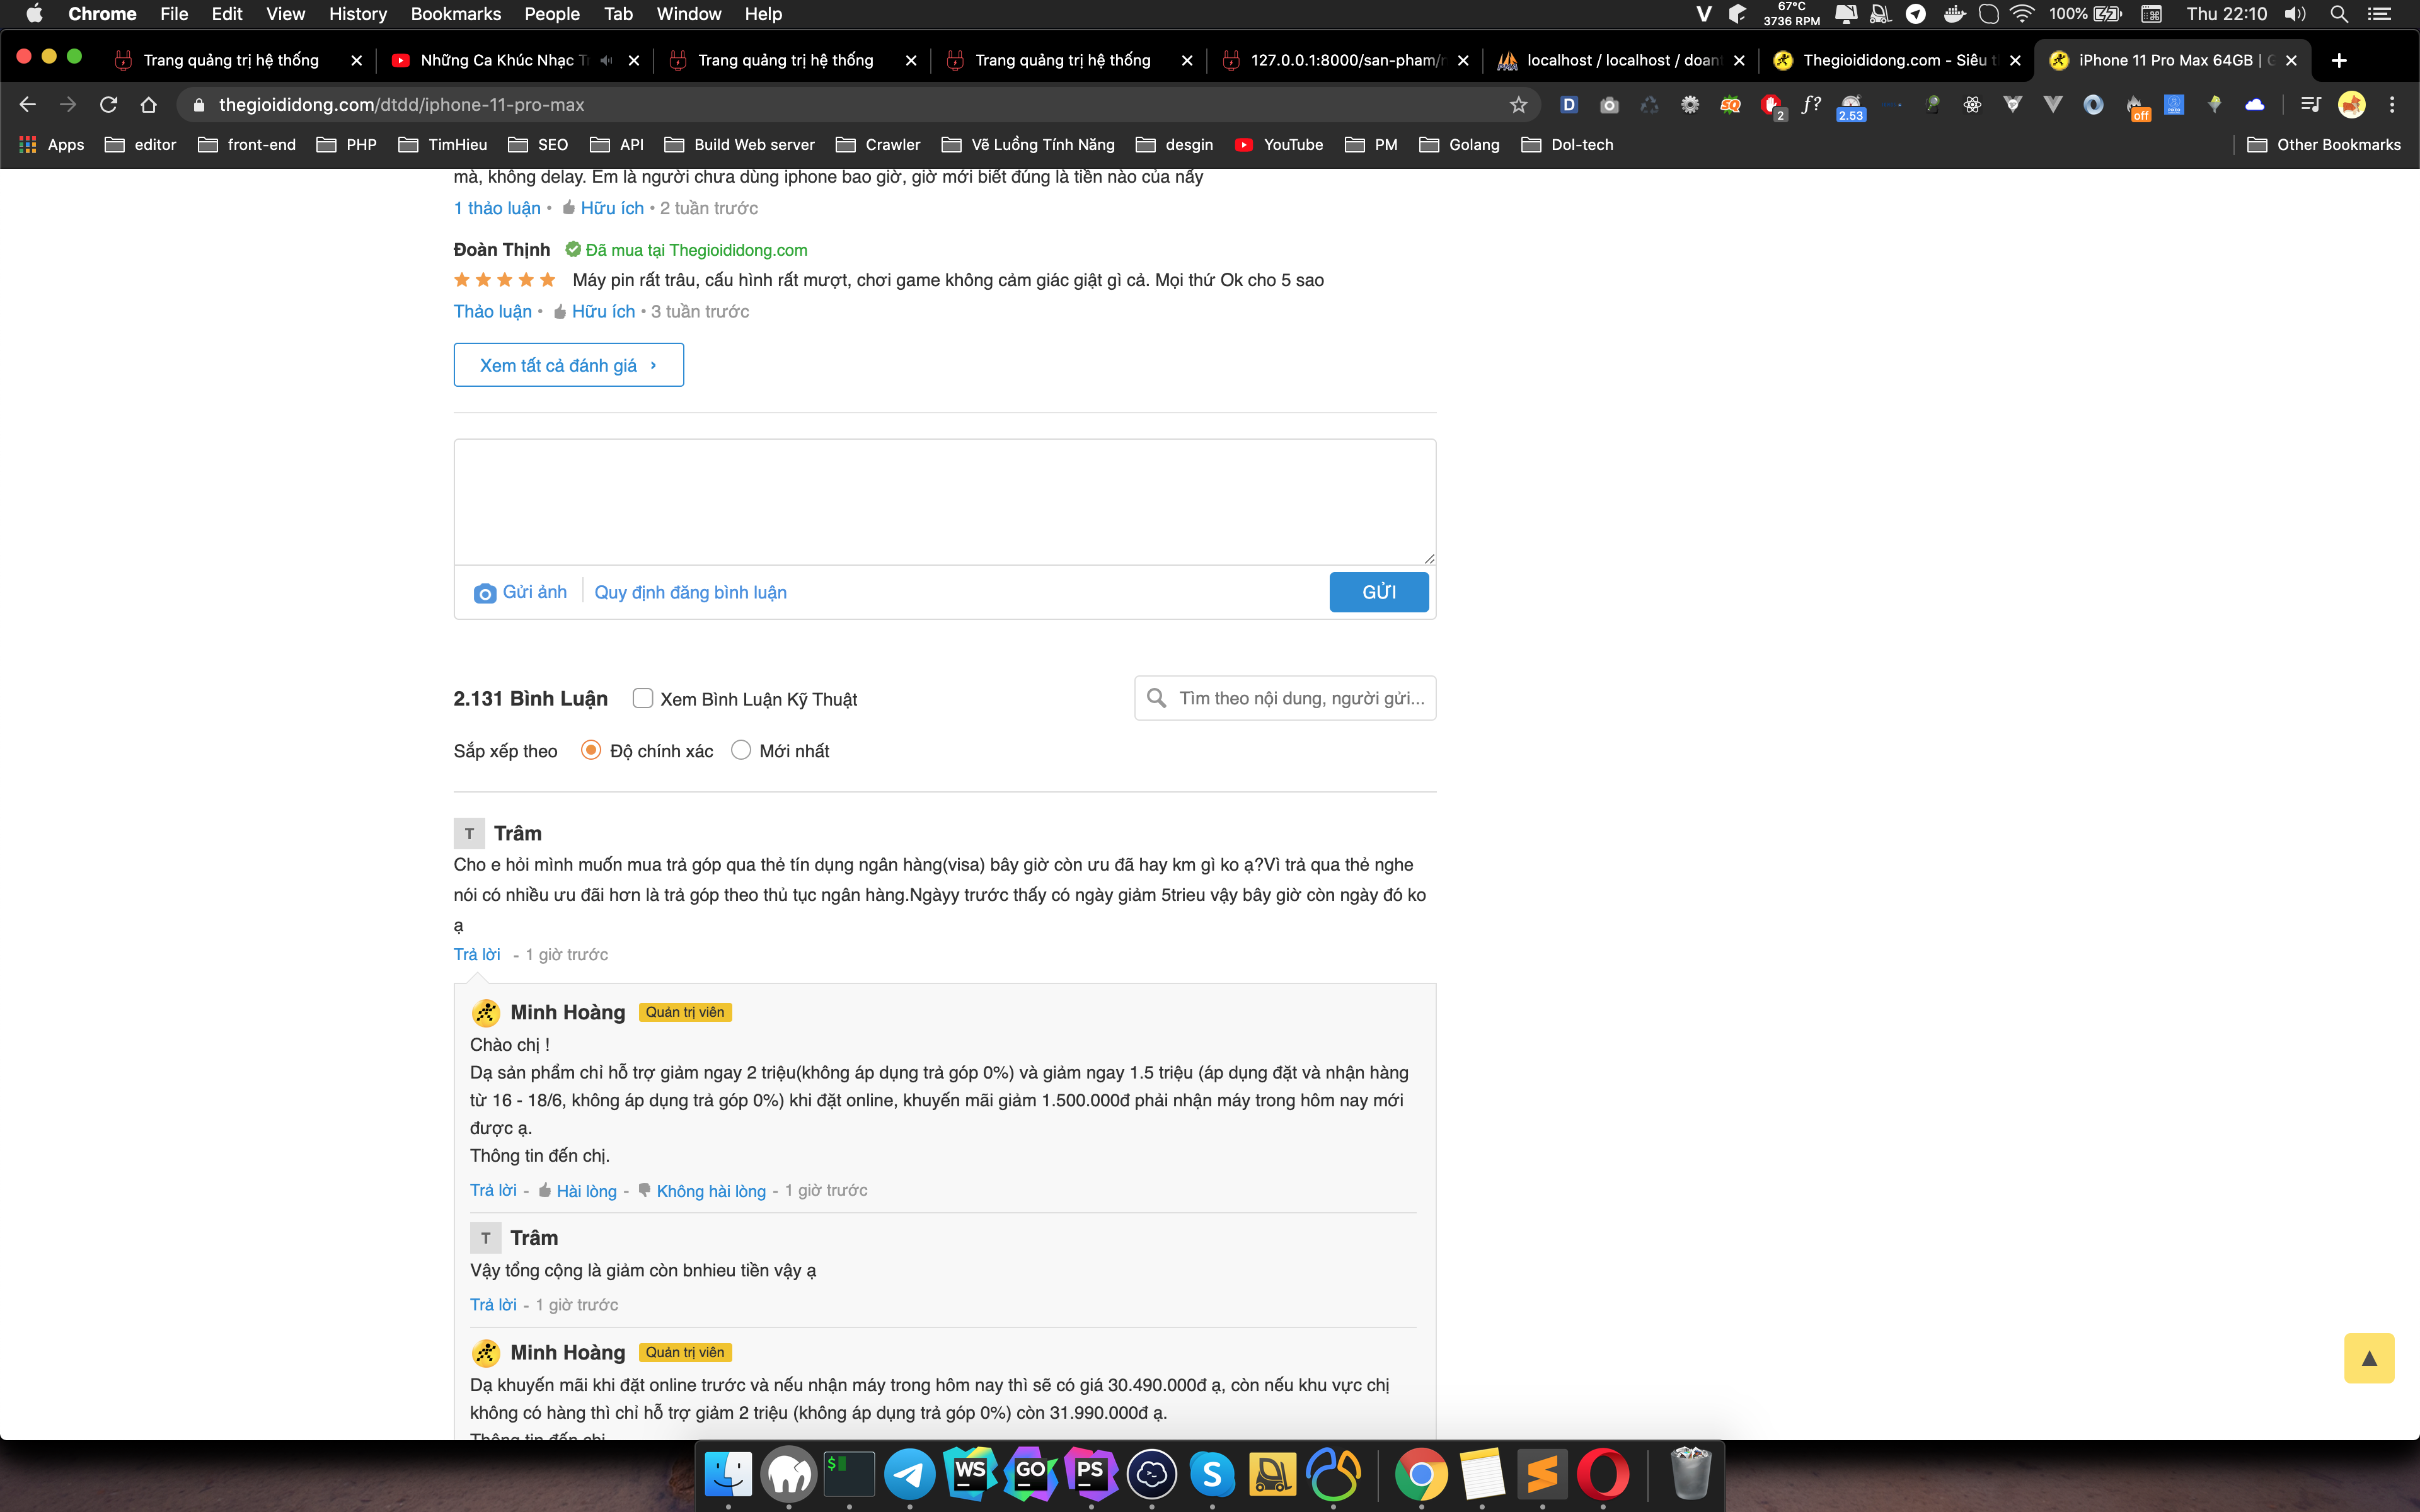 Chrome File Edit View History Bookmarks People Tab Window Help
67°C
3736 RPM
100%
Thu 22:10
Trang quảng trị hệ thống
Những Ca Khúc Nhạc
Trang quảng trị hệ thống
Trang quảng trị hệ thống
127.0.0.1:8000/san-pham/
localhost / localhost / doan
Thegioididong.com - Siêu
iPhone 11 Pro Max 64GB |
thegioididong.com/dtdd/iphone-11-pro-max
D
SQ
2
f?
2.53
off
Apps editor front-end PHP TimHieu SEO API Build Web server Crawler Vẽ Luồng Tính Năng desgin YouTube PM Golang Dol-tech Other Bookmarks
mà, không delay. Em là người chưa dùng iphone bao giờ, giờ mới biết đúng là tiền nào của nấy
1 thảo luận • Hữu ích • 2 tuần trước
Đoàn Thịnh Đã mua tại Thegioididong.com
Máy pin rất trâu, cấu hình rất mượt, chơi game không cảm giác giật gì cả. Mọi thứ Ok cho 5 sao
Thảo luận • Hữu ích • 3 tuần trước
Xem tất cả đánh giá ›
Gửi ảnh Quy định đăng bình luận GỬI
2.131 Bình Luận Xem Bình Luận Kỹ Thuật Tìm theo nội dung, người gửi...
Sắp xếp theo Độ chính xác Mới nhất
T Trâm
Cho e hỏi mình muốn mua trả góp qua thẻ tín dụng ngân hàng(visa) bây giờ còn ưu đã hay km gì ko ạ?Vì trả qua thẻ nghe
nói có nhiều ưu đãi hơn là trả góp theo thủ tục ngân hàng.Ngàyy trước thấy có ngày giảm 5trieu vậy bây giờ còn ngày đó ko
ạ
Trả lời - 1 giờ trước
Minh Hoàng Quản trị viên
Chào chị !
Dạ sản phẩm chỉ hỗ trợ giảm ngay 2 triệu(không áp dụng trả góp 0%) và giảm ngay 1.5 triệu (áp dụng đặt và nhận hàng
từ 16 - 18/6, không áp dụng trả góp 0%) khi đặt online, khuyến mãi giảm 1.500.000đ phải nhận máy trong hôm nay mới
được ạ.
Thông tin đến chị.
Trả lời - Hài lòng - Không hài lòng - 1 giờ trước
T Trâm
Vậy tổng cộng là giảm còn bnhieu tiền vậy ạ
Trả lời - 1 giờ trước
Minh Hoàng Quản trị viên
Dạ khuyến mãi khi đặt online trước và nếu nhận máy trong hôm nay thì sẽ có giá 30.490.000đ ạ, còn nếu khu vực chị
không có hàng thì chỉ hỗ trợ giảm 2 triệu (không áp dụng trả góp 0%) còn 31.990.000đ ạ.
Thông tin đến chị
$ WS GO PS S